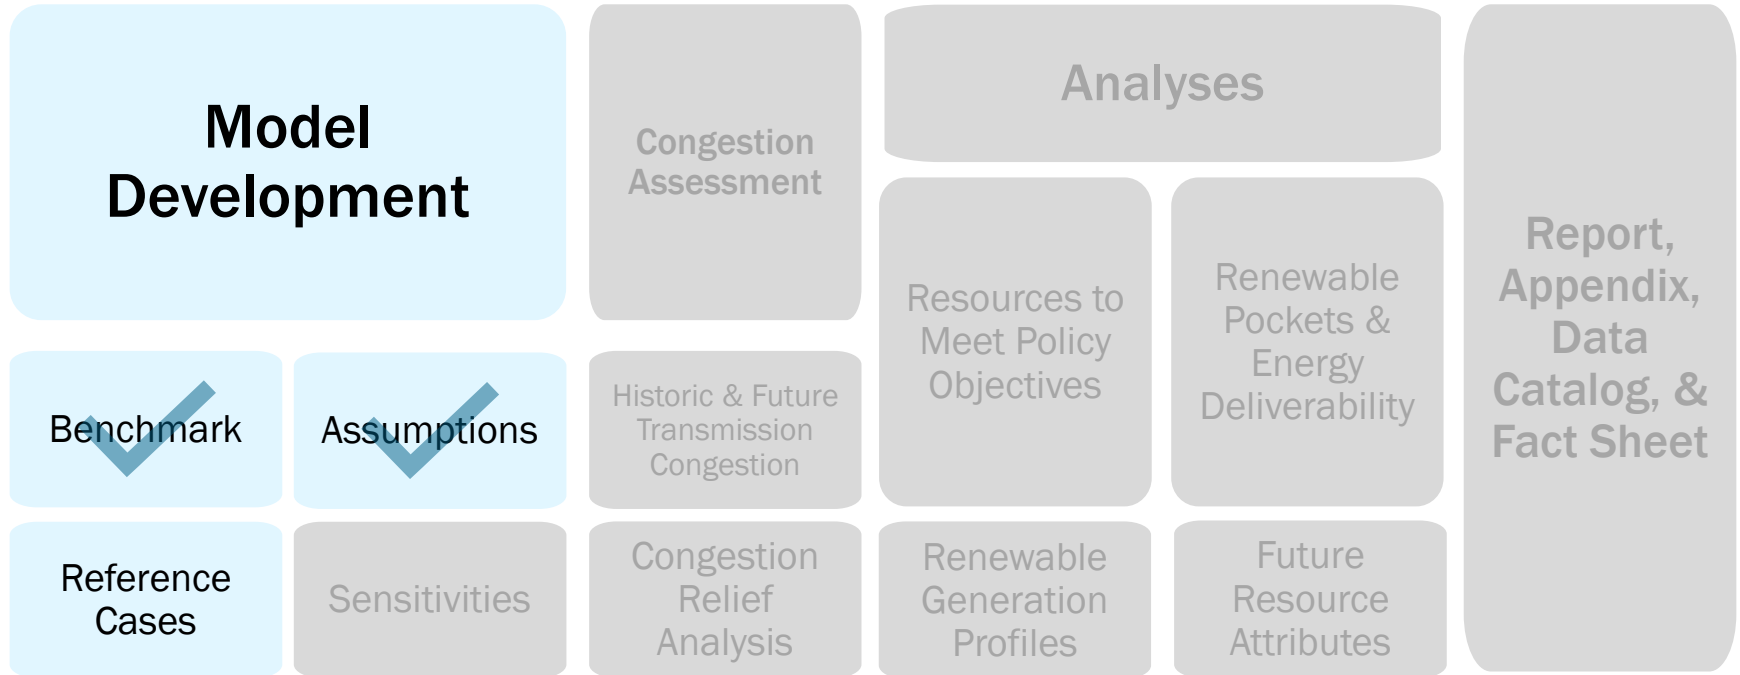 Model
Development
Benchmark
Assumptions
Reference
Cases
Sensitivities
Congestion
Assessment
Historic & Future
Transmission
Congestion
Congestion
Relief
Analysis
Analyses
Resources to
Meet Policy
Objectives
Renewable
Pockets &
Energy
Deliverability
Renewable
Generation
Profiles
Future
Resource
Attributes
Report,
Appendix,
Data
Catalog, &
Fact Sheet